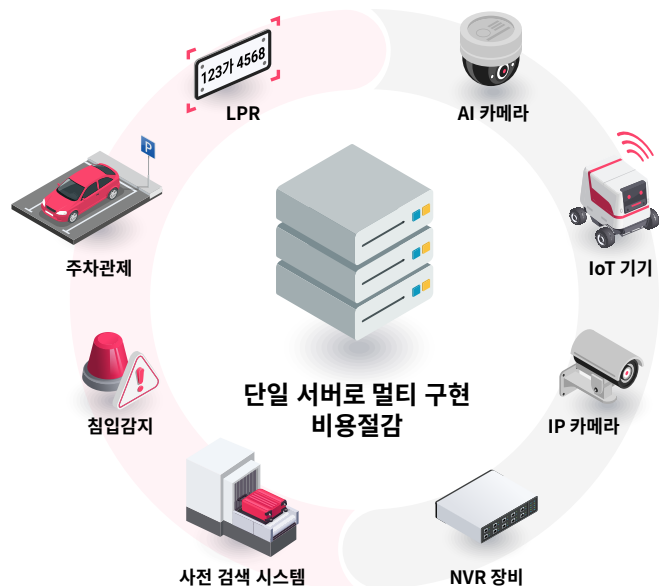 123가 4568
LPR
AI 카메라
P
주차관제
IoT 기기
침입감지
단일 서버로 멀티 구현
비용절감
IP 카메라
사전 검색 시스템
NVR 장비